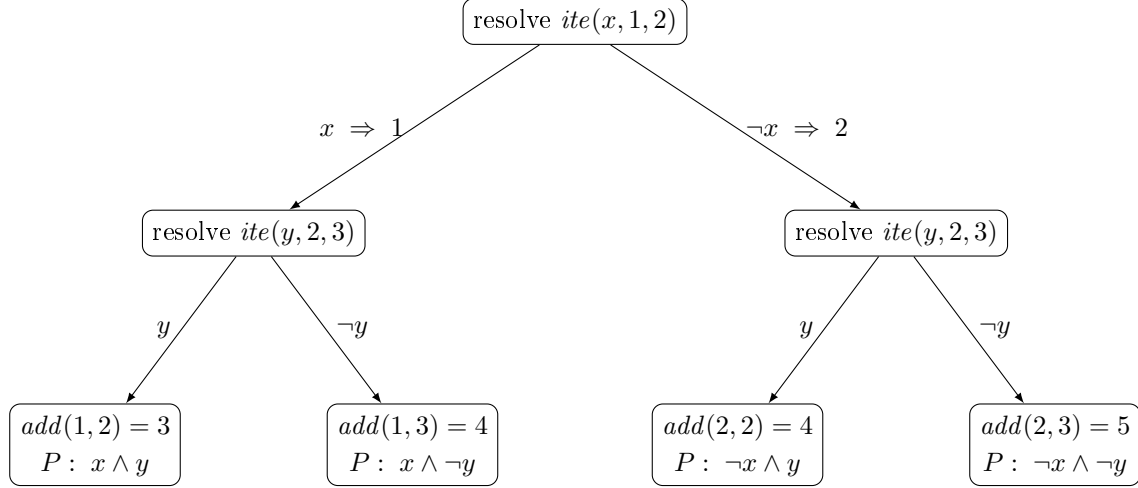 resolve ite(x, 1, 2)
x ⇒ 1
¬x ⇒ 2
resolve ite(y, 2, 3)
resolve ite(y, 2, 3)
y
¬y
y
¬y
add(1, 2) = 3
P : x ∧ y
add(1, 3) = 4
P : x ∧ ¬y
add(2, 2) = 4
P : ¬x ∧ y
add(2, 3) = 5
P : ¬x ∧ ¬y